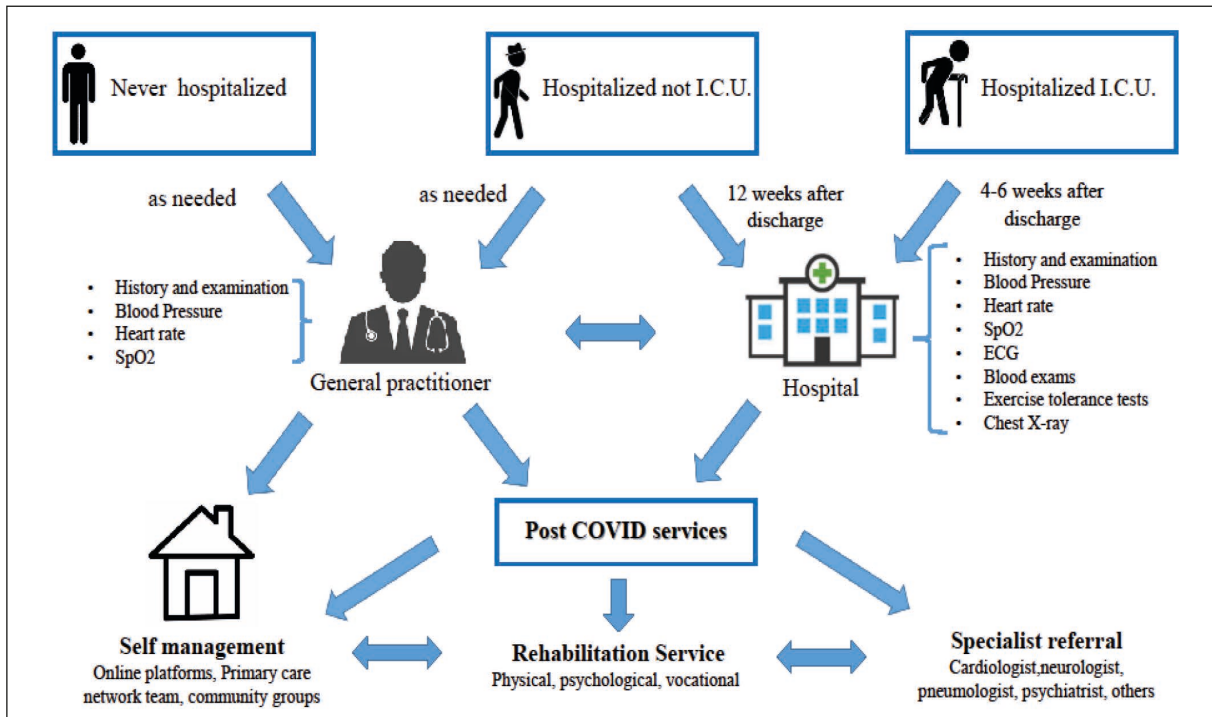 Never hospitalized
Hospitalized not I.C.U.
Hospitalized I.C.U.
as needed
as needed
12 weeks after
discharge
4-6 weeks after
discharge
• History and examination
• Blood Pressure
• Heart rate
• SpO2
General practitioner
Hospital
• History and examination
• Blood Pressure
• Heart rate
• SpO2
• ECG
• Blood exams
• Exercise tolerance tests
• Chest X-ray
Post COVID services
Self management
Online platforms, Primary care
network team, community groups
Rehabilitation Service
Physical, psychological, vocational
Specialist referral
Cardiologist,neurologist,
pneumologist, psychiatrist, others